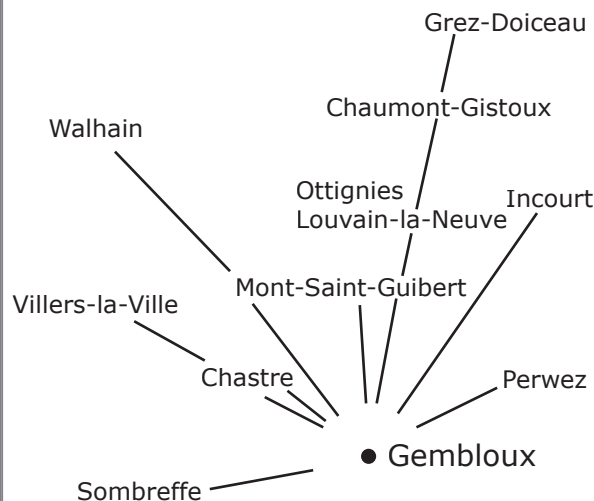 Grez-Doiceau
Chaumont-Gistoux
Walhain
Ottignies
Louvain-la-Neuve
Incourt
Mont-Saint-Guibert
Villers-la-Ville
Chastre
Perwez
Gembloux
Sombreffe